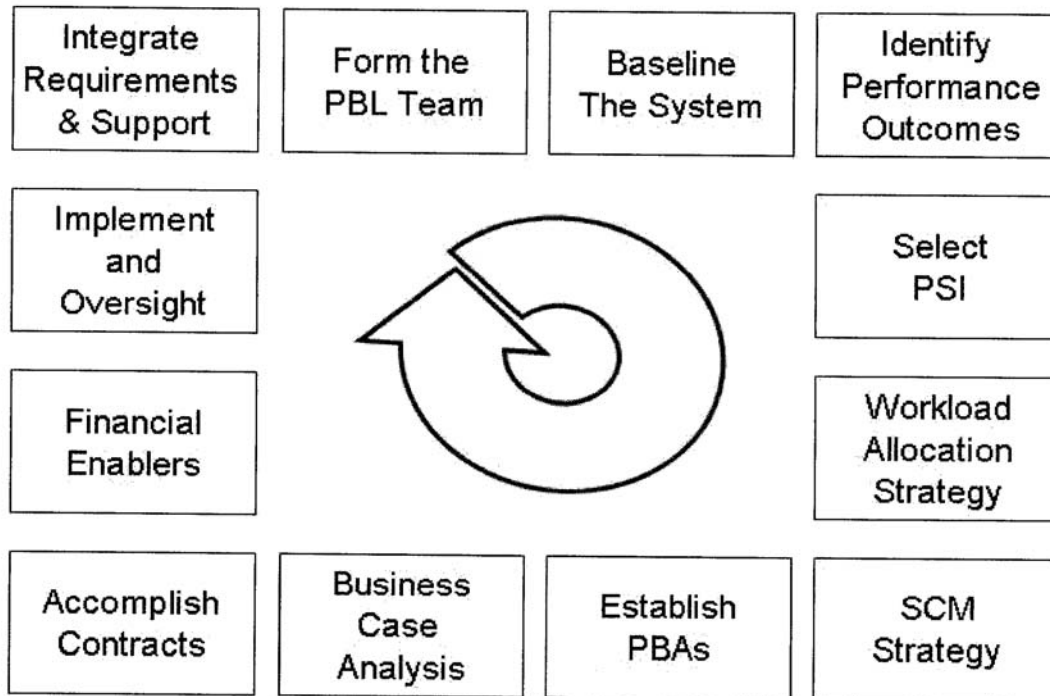 Integrate
Requirements
& Support
Form the
PBL Team
Baseline
The System
Identify
Performance
Outcomes
Implement
and
Oversight
Select
PSI
Financial
Enablers
Workload
Allocation
Strategy
Accomplish
Contracts
Business
Case
Analysis
Establish
PBAs
SCM
Strategy